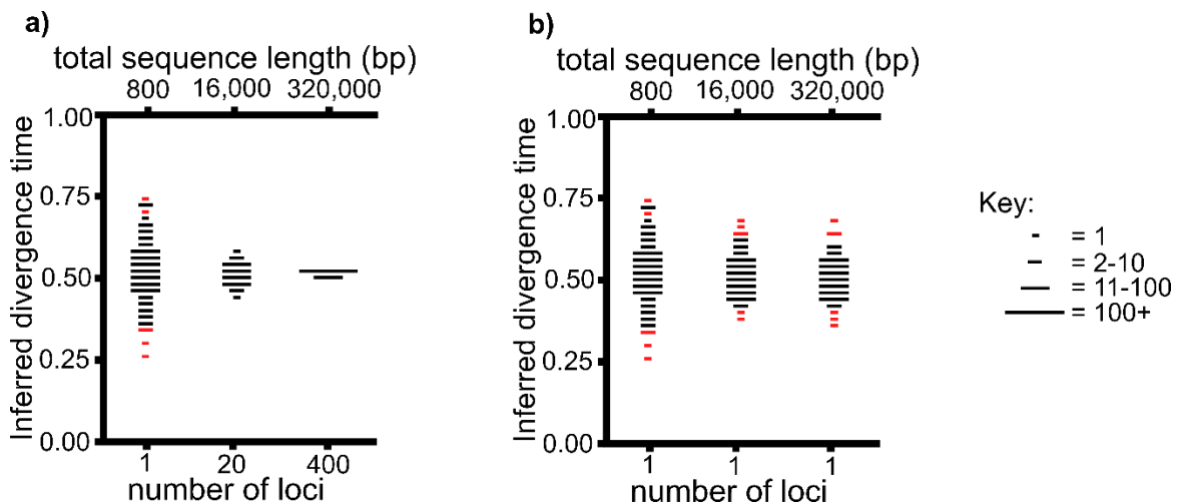 a)
total sequence length (bp)
800 16,000 320,000
Inferred divergence time
1.00
0.75
0.50
0.25
0.00
1 20 400
number of loci
b)
total sequence length (bp)
800 16,000 320,000
Inferred divergence time
1.00
0.75
0.50
0.25
0.00
1 1 1
number of loci
Key:
= 1
= 2-10
= 11-100
= 100+